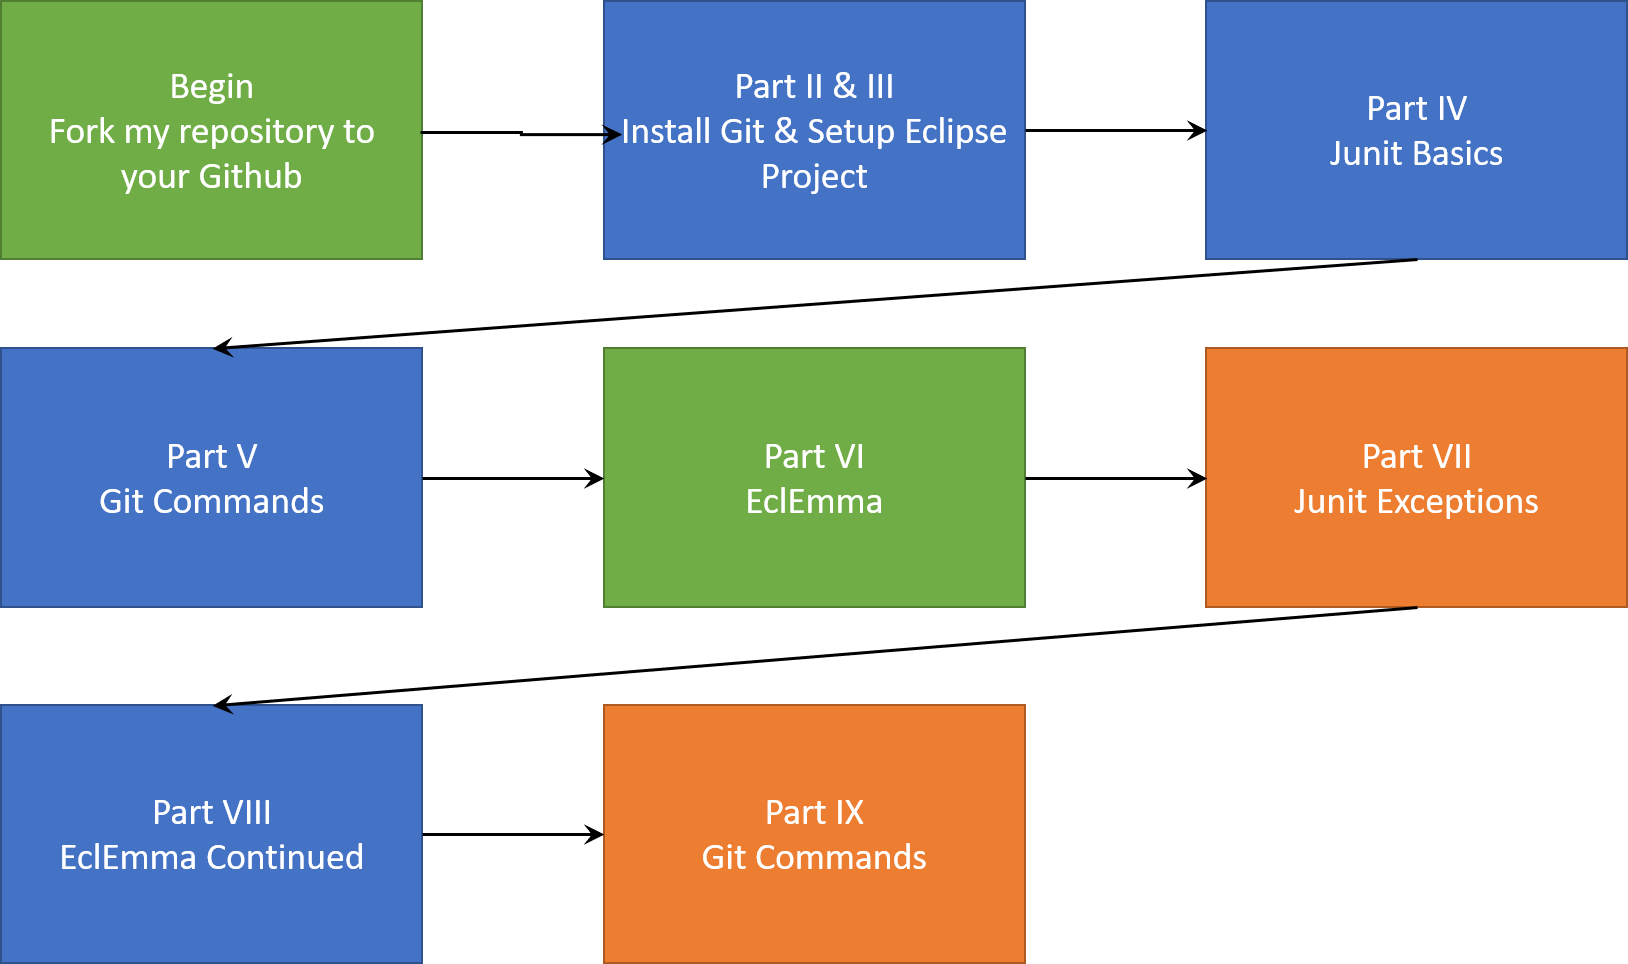 Begin
Fork my repository to
your Github
Part II & III
Install Git & Setup Eclipse
Project
Part IV
Junit Basics
Part V
Git Commands
Part VI
EclEmma
Part VII
Junit Exceptions
Part VIII
EclEmma Continued
Part IX
Git Commands